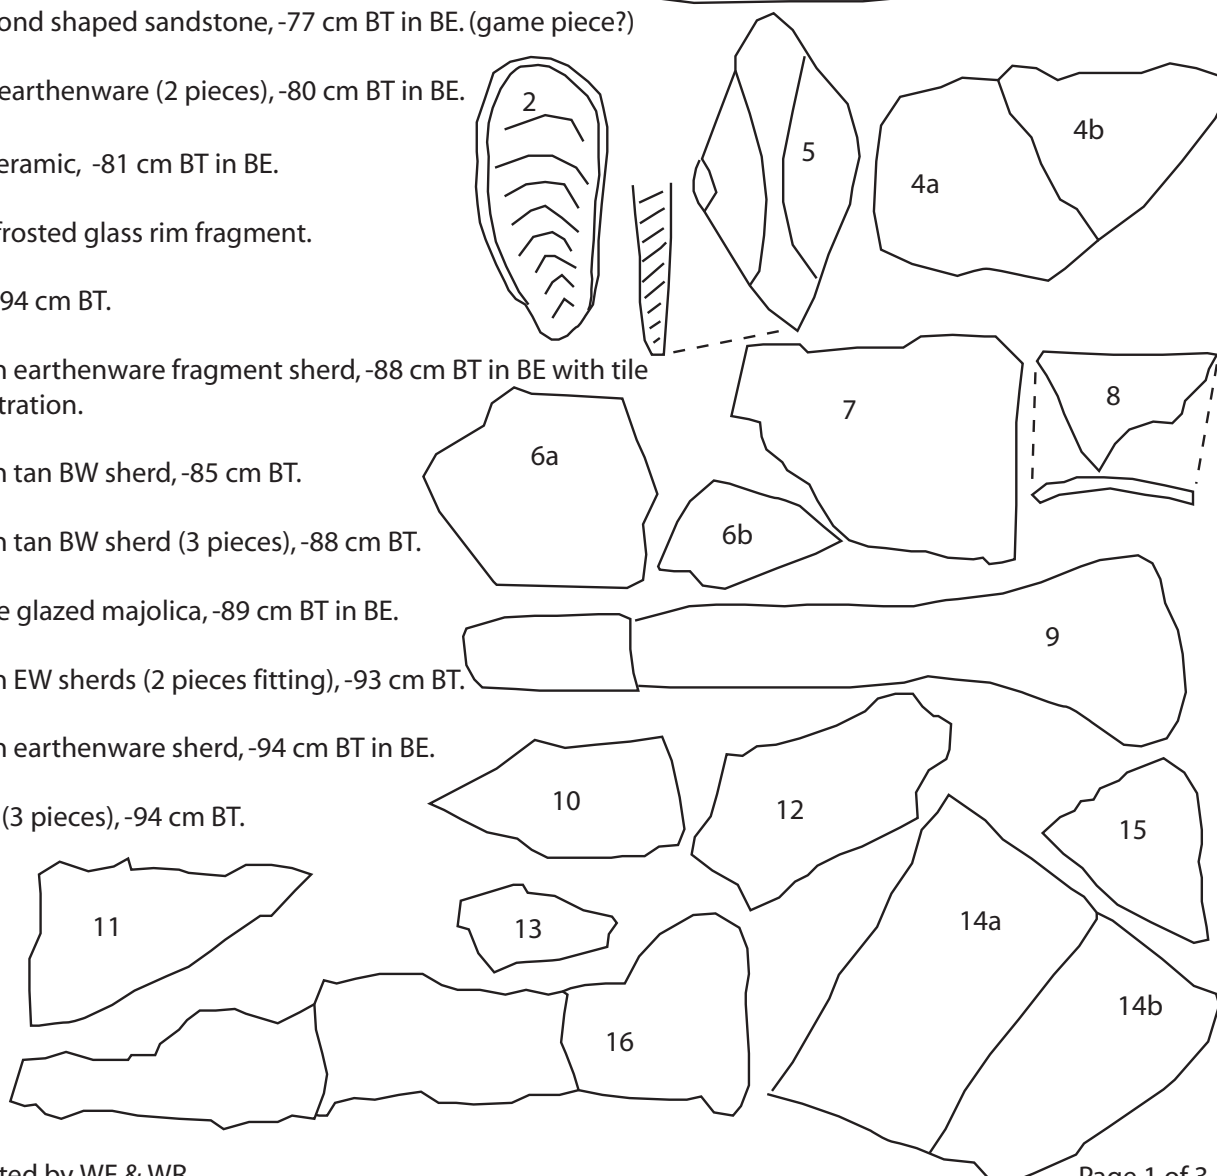 ond shaped sandstone, -77 cm BT in BE. (game piece?)
earthenware (2 pieces), -80 cm BT in BE.
eramic, -81 cm BT in BE.
frosted glass rim fragment.
94 cm BT.
n earthenware fragment sherd, -88 cm BT in BE with tile
tration.
n tan BW sherd, -85 cm BT.
n tan BW sherd (3 pieces), -88 cm BT.
e glazed majolica, -89 cm BT in BE.
n EW sherds (2 pieces fitting), -93 cm BT.
n earthenware sherd, -94 cm BT in BE.
(3 pieces), -94 cm BT.
2
5
4a
4b
6a
6b
7
8
9
10
12
15
11
13
14a
14b
16
ted by WE & WR
Page 1 of 3